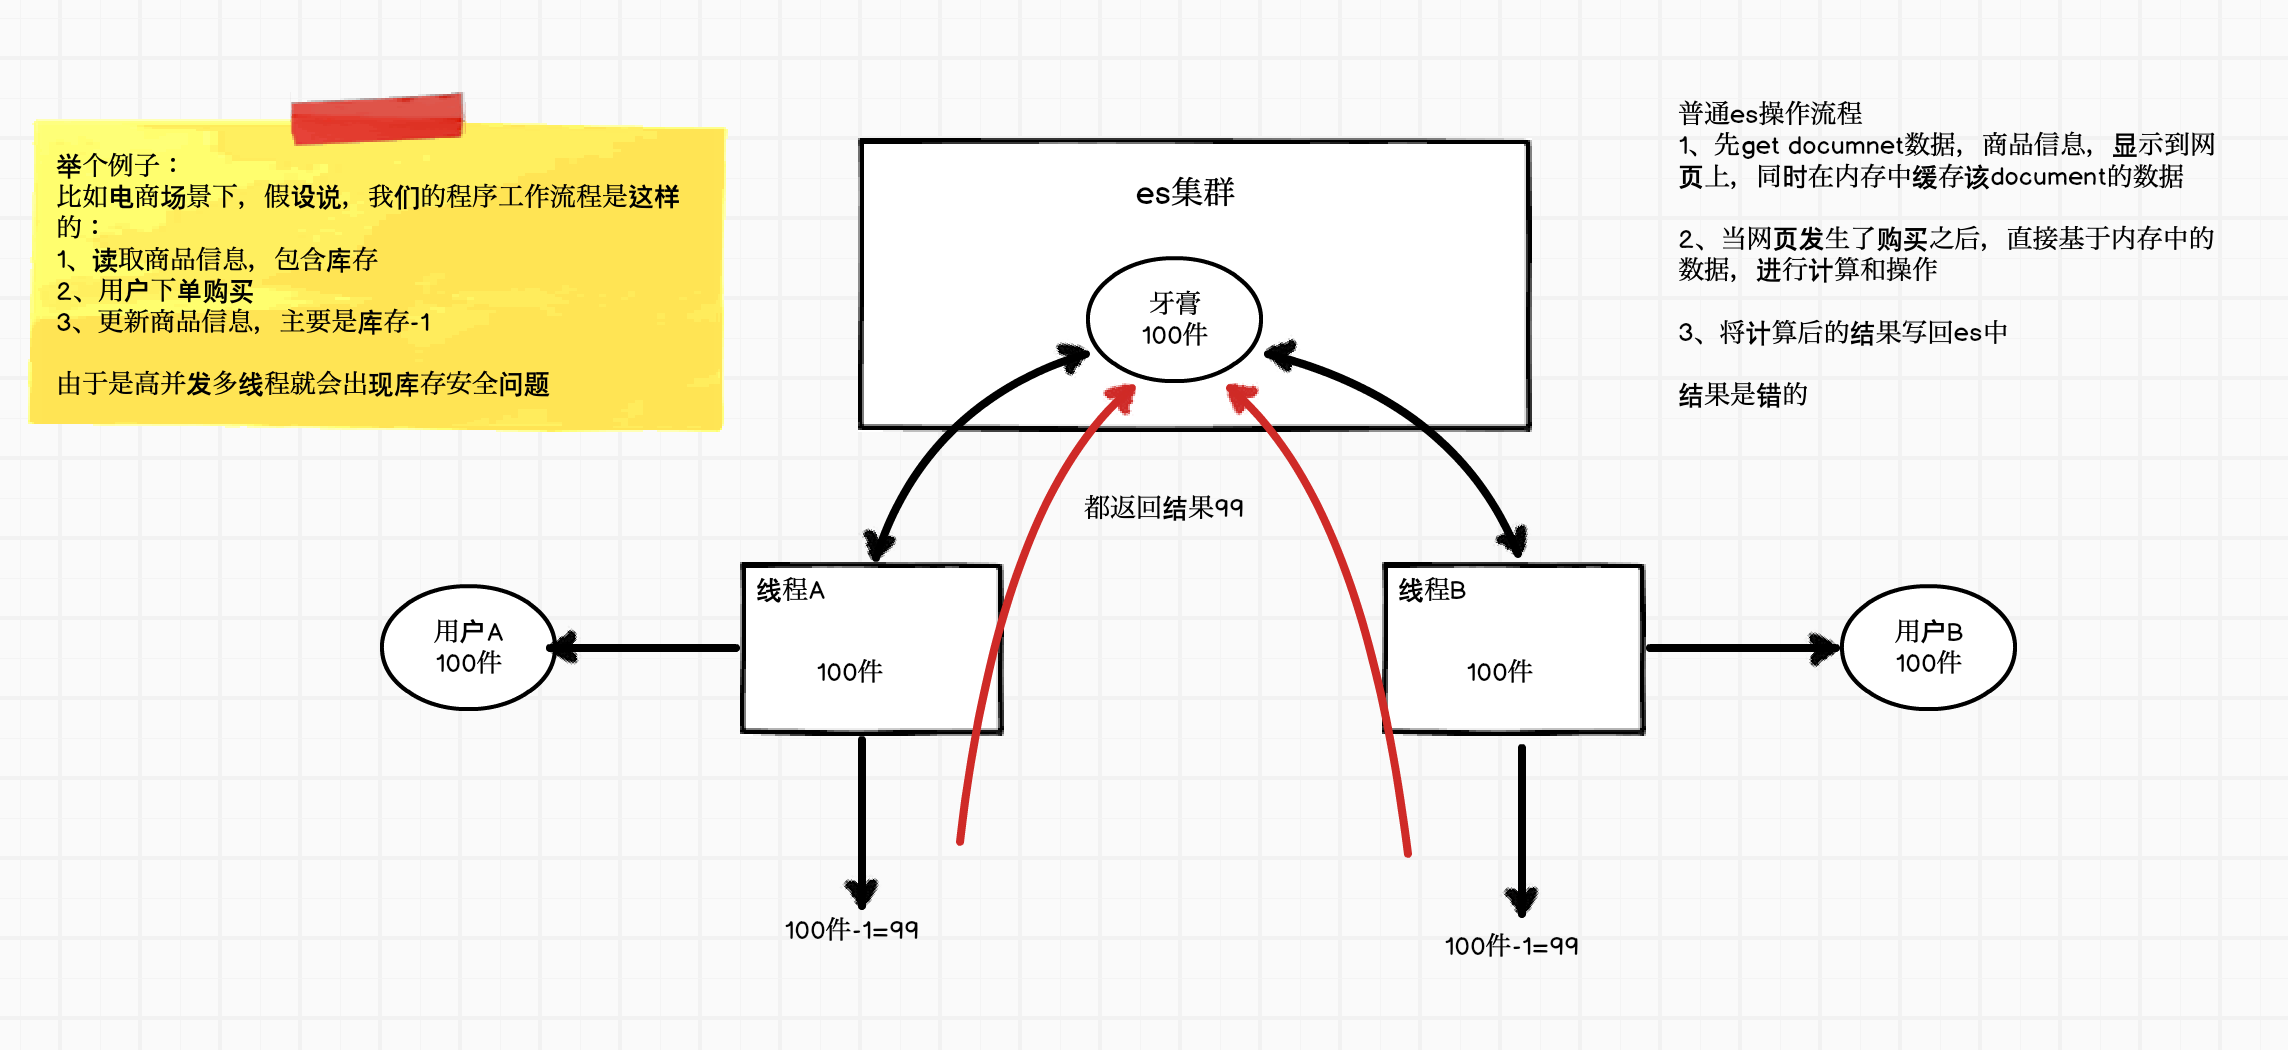 举个例子：
比如电商场景下，假设说，我们的程序工作流程是这样
的：
1、读取商品信息，包含库存
2、用户下单购买
3、更新商品信息，主要是库存-1
由于是高并发多线程就会出现库存安全问题
es集群
牙膏
100件
普通es操作流程
1、先get documnet数据，商品信息，显示到网
页上，同时在内存中缓存该document的数据
2、当网页发生了购买之后，直接基于内存中的
数据，进行计算和操作
3、将计算后的结果写回es中
结果是错的
都返回结果99
用户A
100件
线程A
100件
线程B
100件
用户B
100件
100件-1=99
100件-1=99